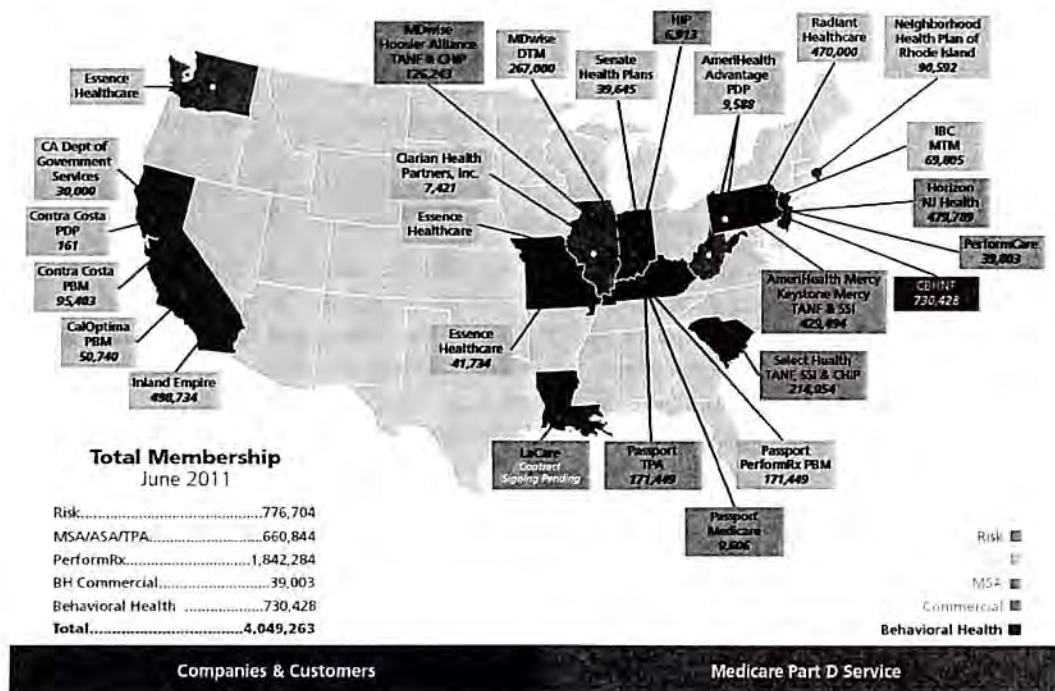 MDwise
Hoosier Alliance
TANF & CHIP
126,243
MDwise
DTM
267,000
Senate
Health Plans
39,645
HIP
6,913
AmeriHealth
Advantage
PDP
9,588
Radiant
Healthcare
470,000
Neighborhood
Health Plan of
Rhode Island
90,592
Essence
Healthcare
CA Dept of
Government
Services
30,000
Contra Costa
PDP
161
Contra Costa
PBM
95,403
CalOptima
PBM
50,740
Inland Empire
498,734
Clarian Health
Partners, Inc.
7,421
Essence
Healthcare
Essence
Healthcare
41,734
IBC
MTM
69,805
Horizon
NJ Health
479,789
PerformCare
39,003
CBHNP
730,428
AmeriHealth Mercy
Keystone Mercy
TANF & SSI
429,494
Select Health
TANF, SSI & CHIP
214,054
LaCare
Contract
Signing Pending
Passport
TPA
171,449
Passport
PerformRx PBM
171,449
Passport
Medicare
9,606
Total Membership
June 2011
Risk..............................776,704
MSA/ASA/TPA.....................660,844
PerformRx.......................1,842,284
BH Commercial......................39,003
Behavioral Health ................730,428
Total...........................4,049,263
Risk
MSA
Commercial
Behavioral Health
Companies & Customers
Medicare Part D Service